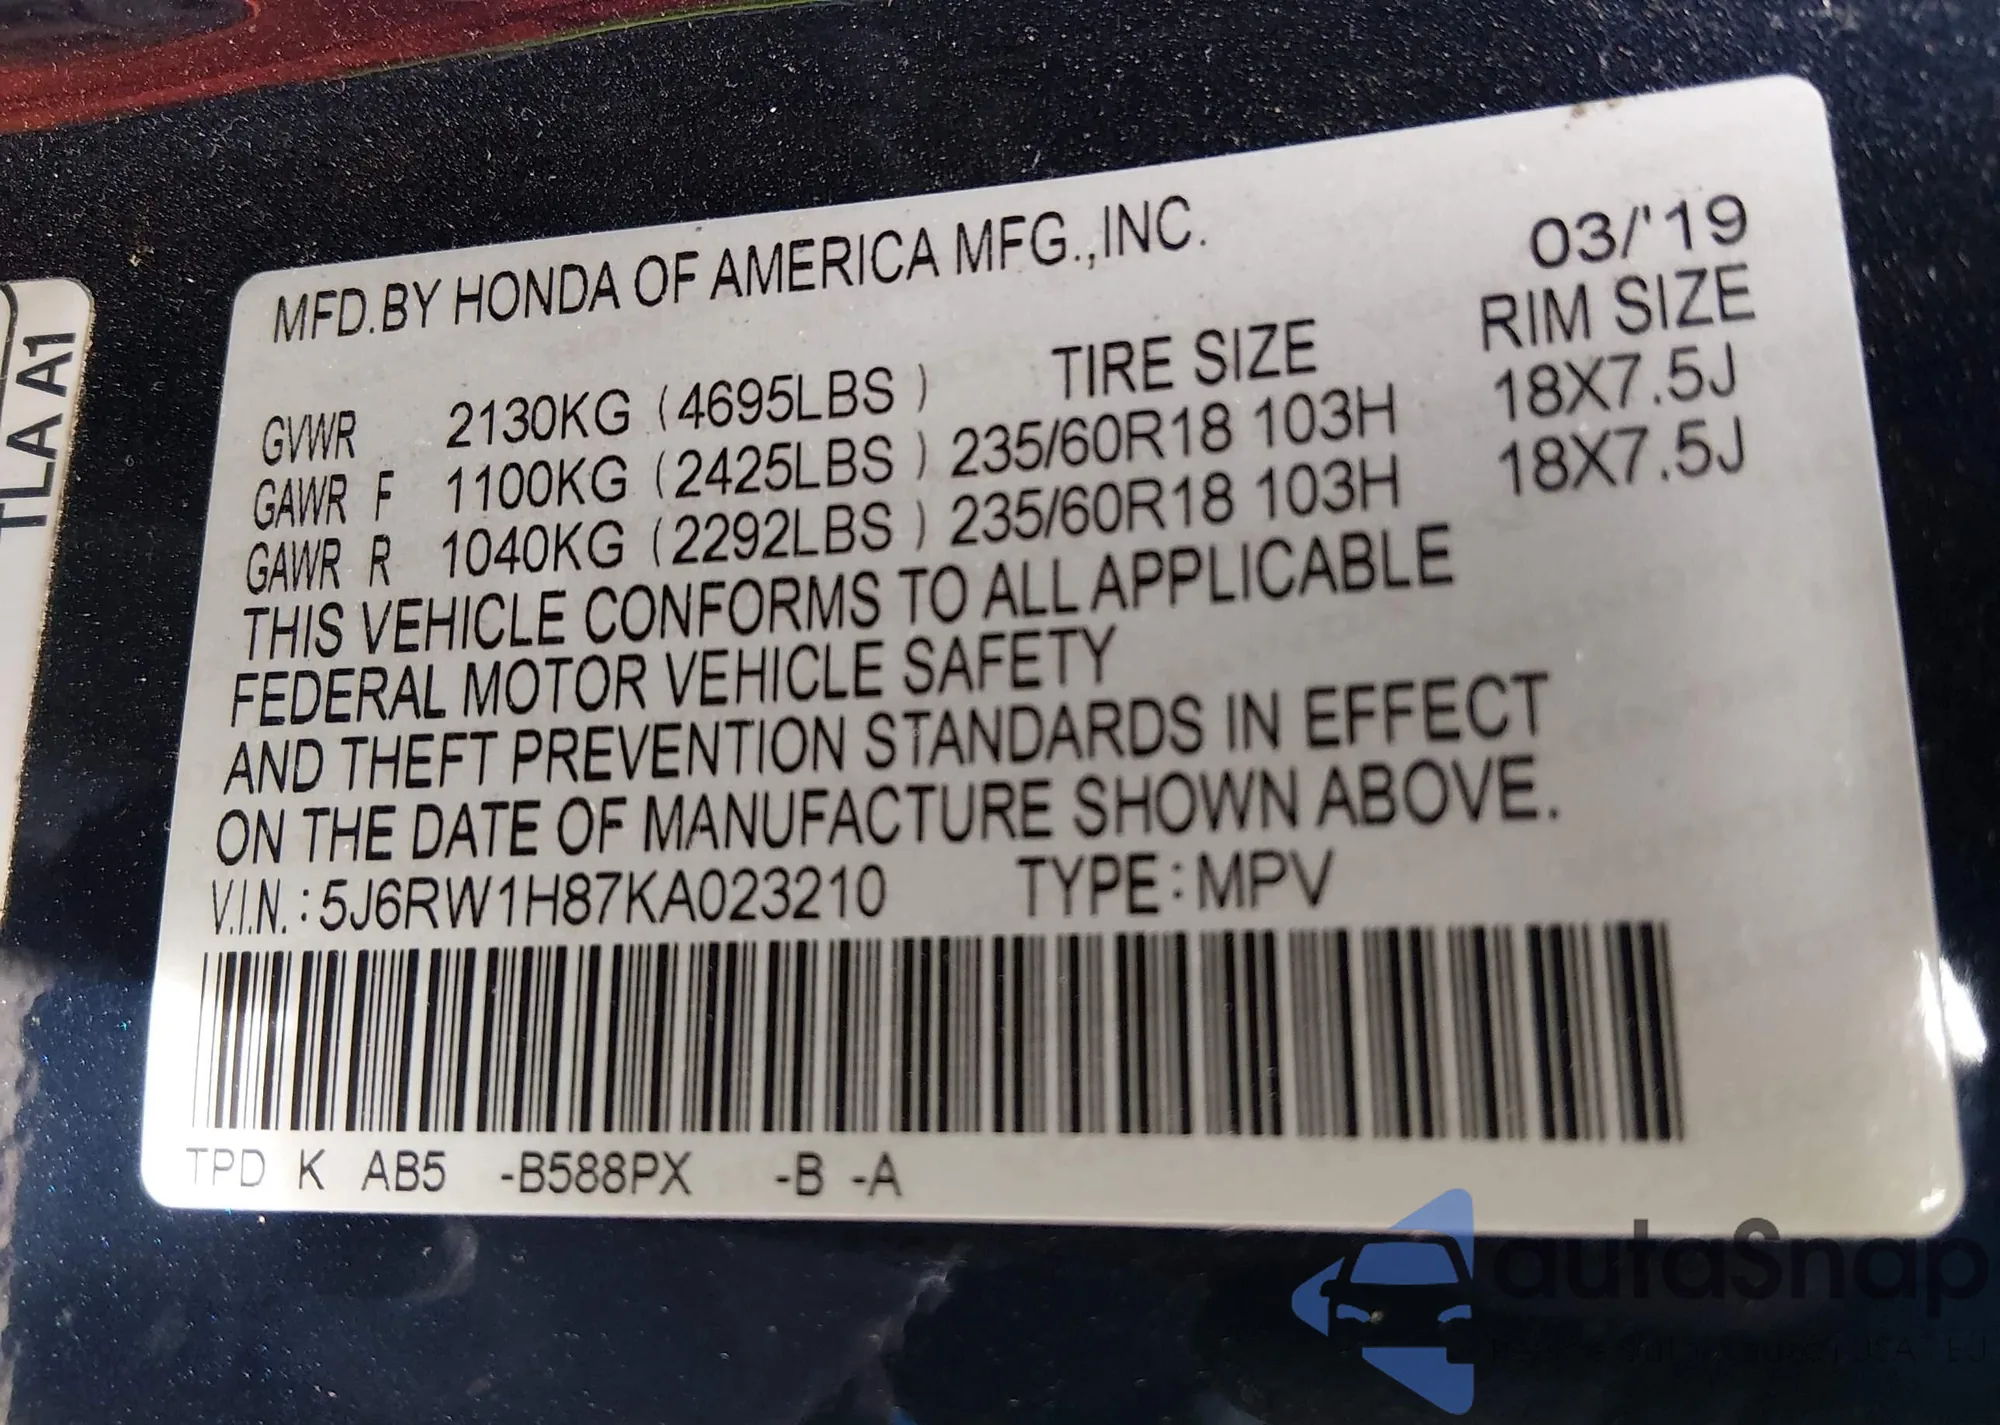 MFD.BY HONDA OF AMERICA MFG.,INC. 03/'19
TIRE SIZE RIM SIZE
GVWR 2130KG (4695LBS )
GAWR F 1100KG (2425LBS ) 235/60R18 103H 18X7.5J
GAWR R 1040KG (2292LBS ) 235/60R18 103H 18X7.5J
THIS VEHICLE CONFORMS TO ALL APPLICABLE
FEDERAL MOTOR VEHICLE SAFETY
AND THEFT PREVENTION STANDARDS IN EFFECT
ON THE DATE OF MANUFACTURE SHOWN ABOVE.
V.I.N.:5J6RW1H87KA023210 TYPE:MPV
TPD K AB5 -B588PX -B -A
TLA A1
autaSnap